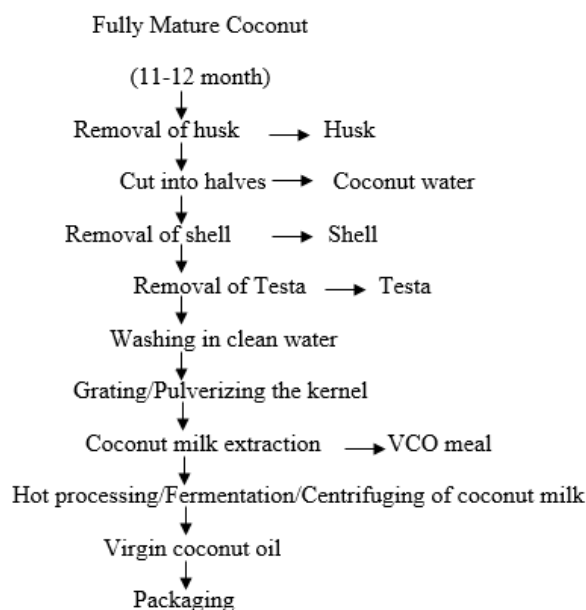 Fully Mature Coconut
(11-12 month)
Removal of husk Husk
Cut into halves Coconut water
Removal of shell Shell
Removal of Testa Testa
Washing in clean water
Grating/Pulverizing the kernel
Coconut milk extraction VCO meal
Hot processing/Fermentation/Centrifuging of coconut milk
Virgin coconut oil
Packaging